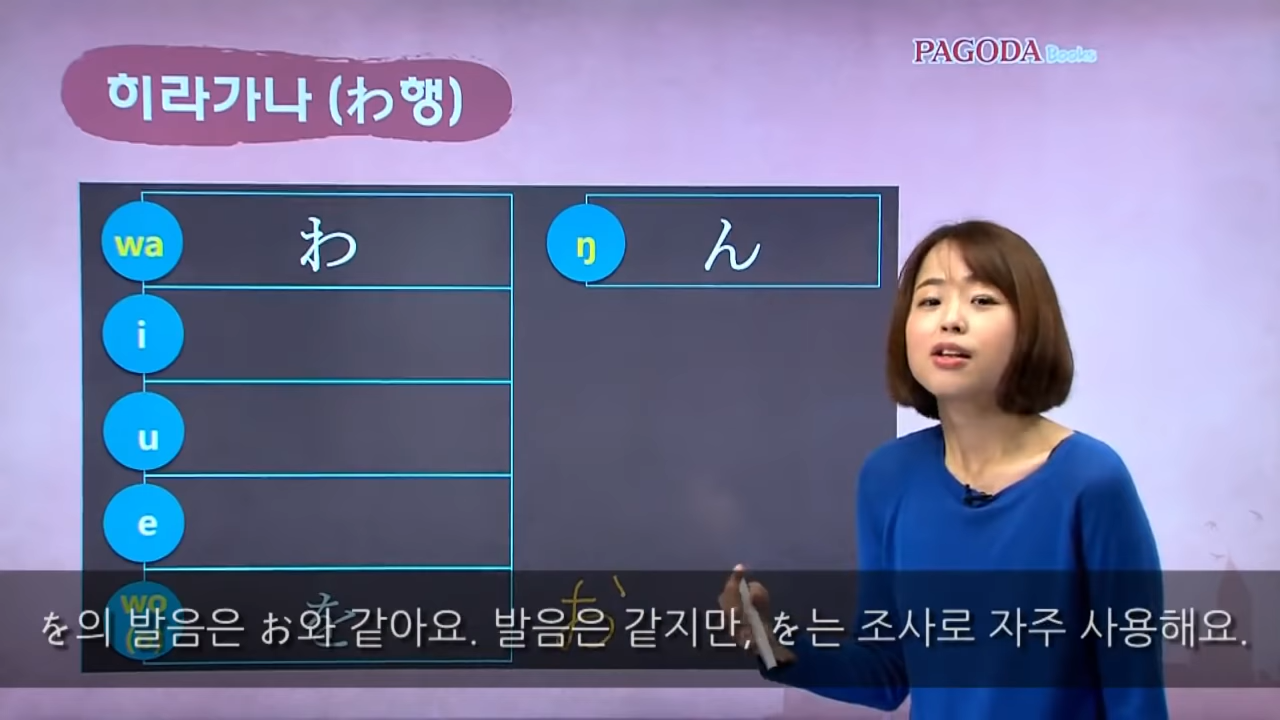 히라가나 (わ행)
PAGODA Books
wa わ
ŋ ん
i
u
e
wo を お
を의 발음은 お와 같아요. 발음은 같지만, を는 조사로 자주 사용해요.